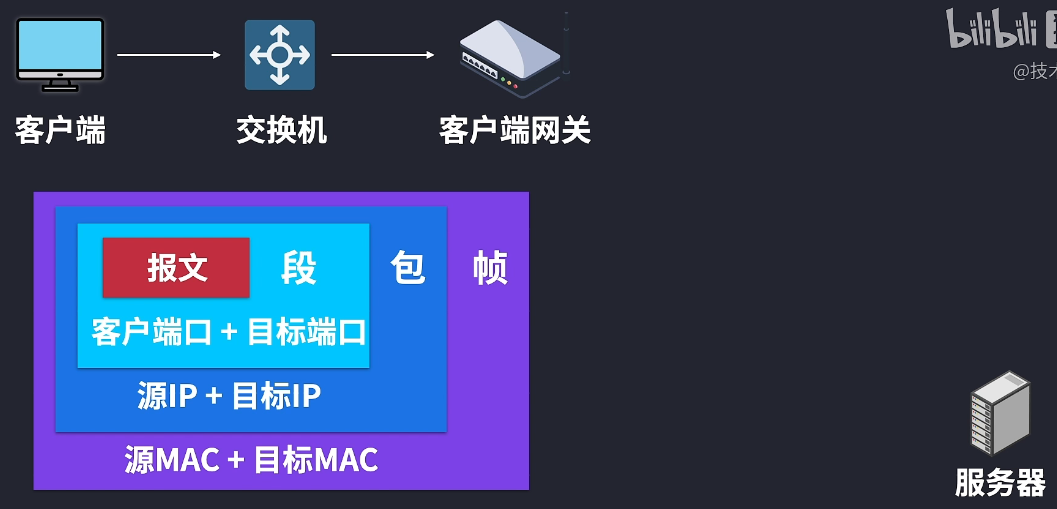 bilibili
@技术
客户端
交换机
客户端网关
报文
段
包
帧
客户端口 + 目标端口
源IP + 目标IP
源MAC + 目标MAC
服务器